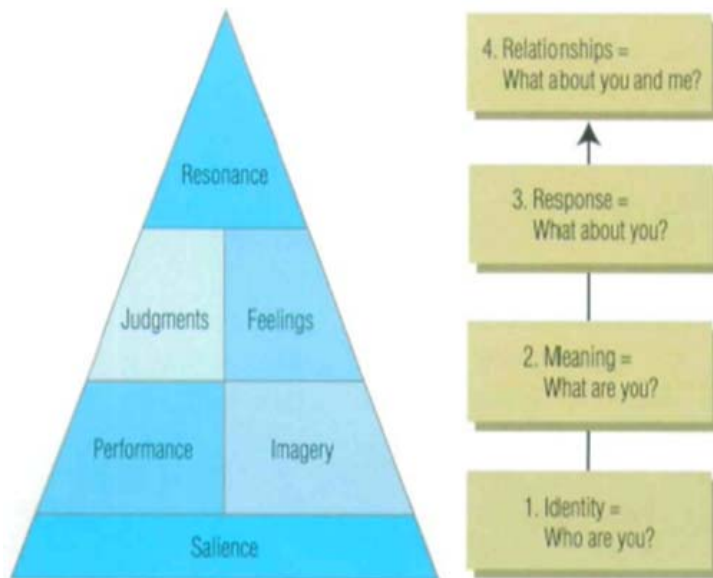 Resonance
Judgments
Feelings
Performance
Imagery
Salience
4. Relationships =
What about you and me?
3. Response =
What about you?
2. Meaning =
What are you?
1. Identity =
Who are you?